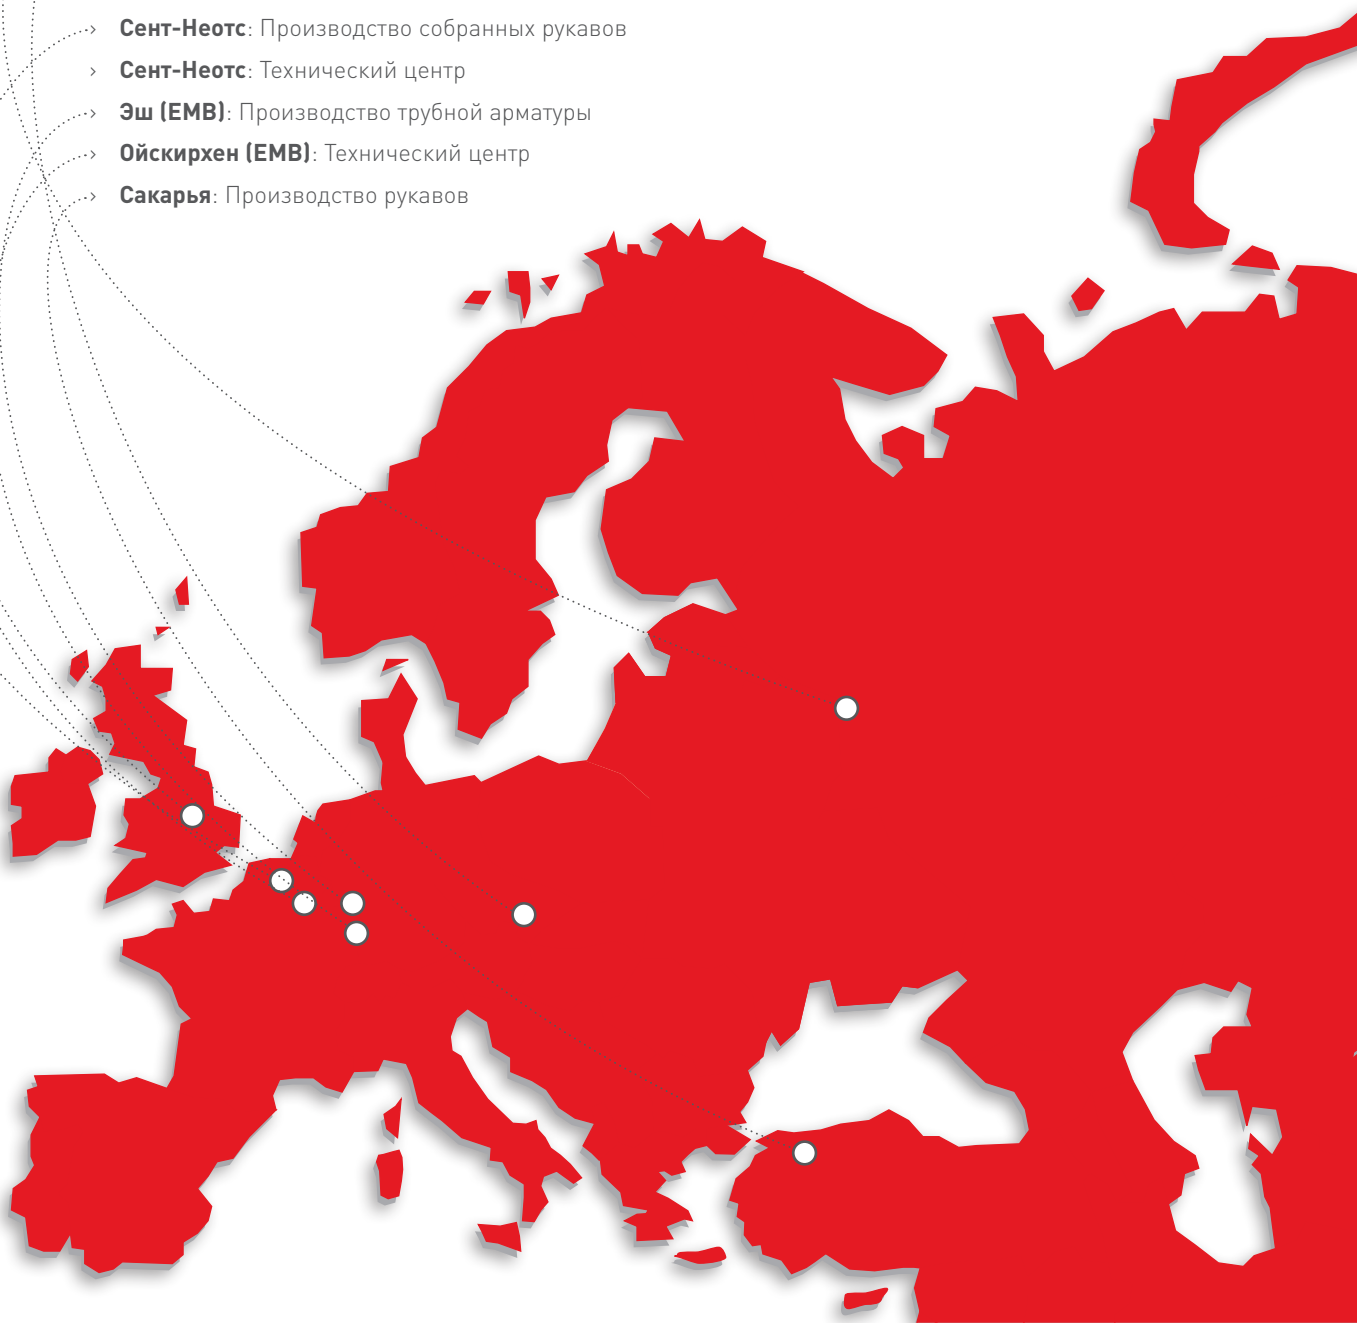 Сент-Неотс: Производство собранных рукавов
Сент-Неотс: Технический центр
Эш (EMB): Производство трубной арматуры
Ойскирхен (EMB): Технический центр
Сакарья: Производство рукавов